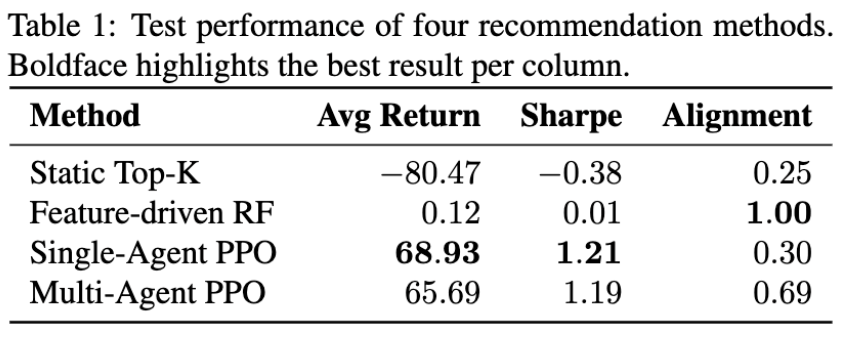 Table 1: Test performance of four recommendation methods.
Boldface highlights the best result per column.
Method Avg Return Sharpe Alignment
Static Top-K −80.47 −0.38 0.25
Feature-driven RF 0.12 0.01 1.00
Single-Agent PPO 68.93 1.21 0.30
Multi-Agent PPO 65.69 1.19 0.69